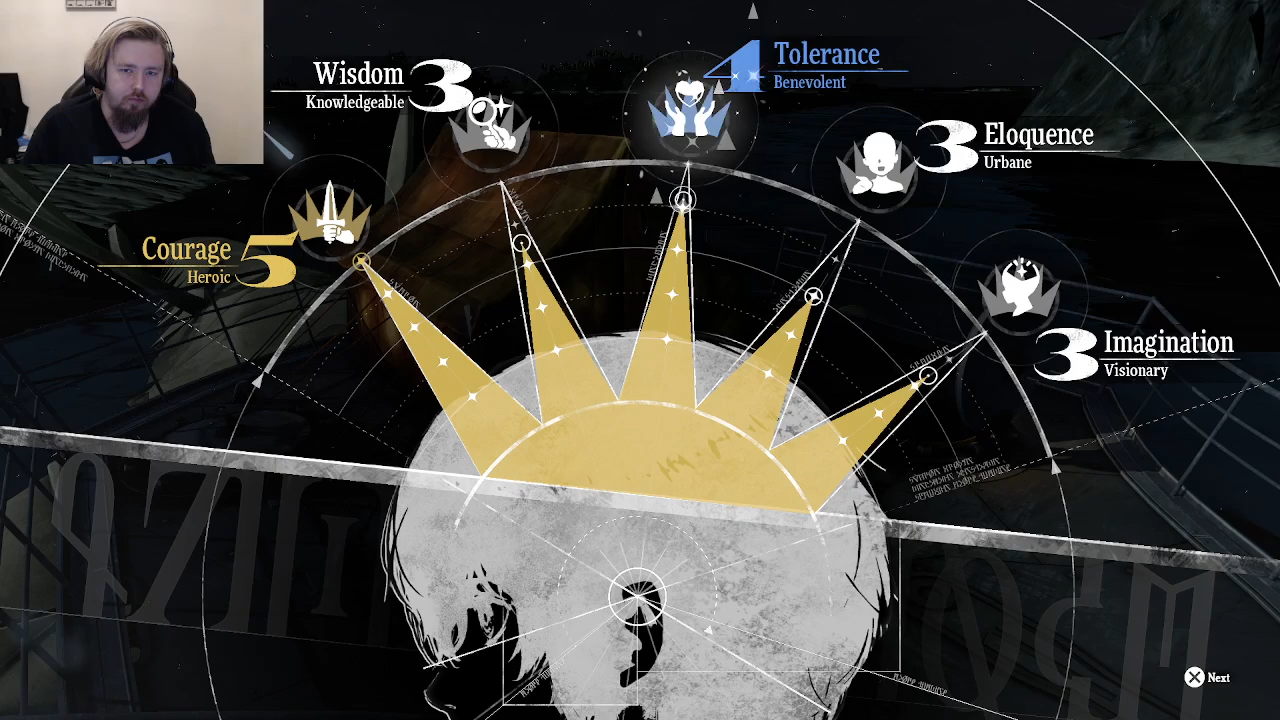 Wisdom 3
Knowledgeable
4 Tolerance
Benevolent
3 Eloquence
Urbane
Courage 5
Heroic
3 Imagination
Visionary
Next